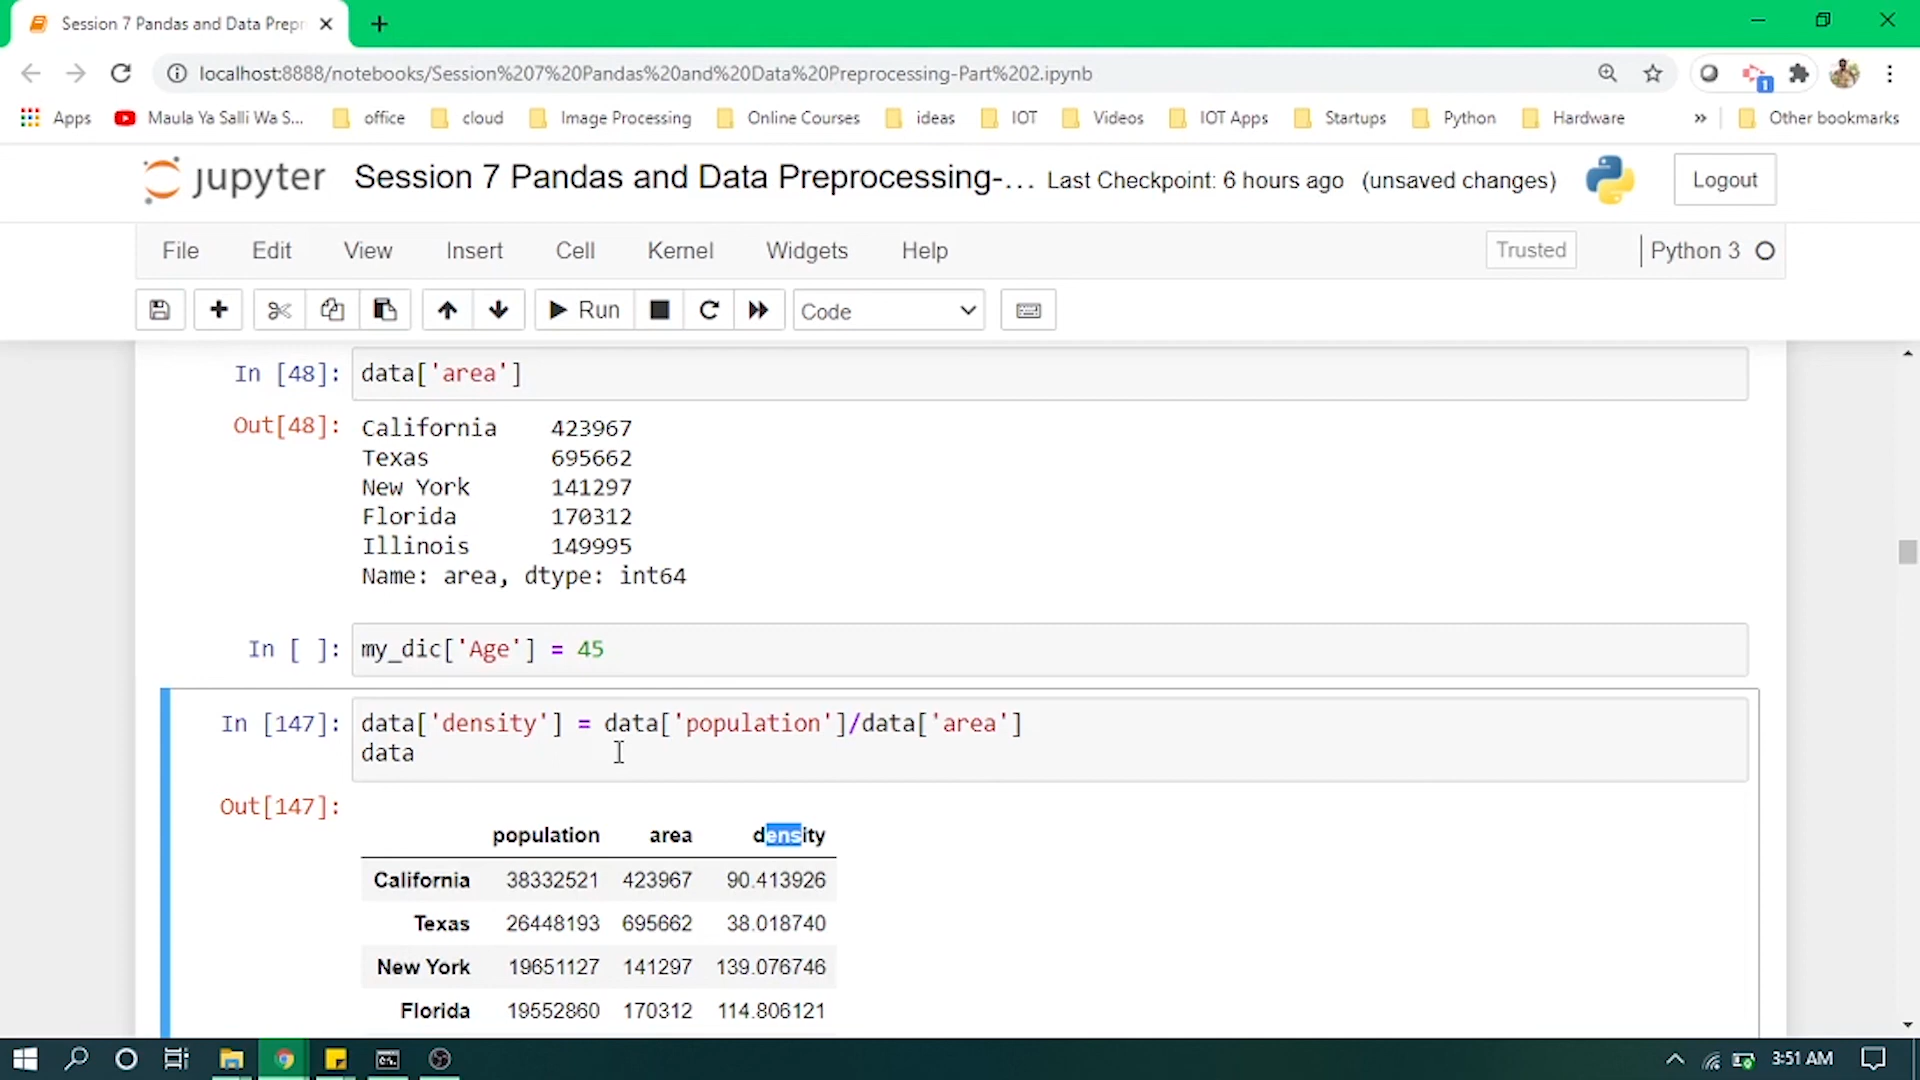 Session 7 Pandas and Data Prepr
localhost:8888/notebooks/Session%207%20Pandas%20and%20Data%20Preprocessing-Part%202.ipynb
1
Apps Maula Ya Salli Wa S... office cloud Image Processing Online Courses ideas IOT Videos IOT Apps Startups Python Hardware » Other bookmarks
jupyter Session 7 Pandas and Data Preprocessing-... Last Checkpoint: 6 hours ago (unsaved changes) Logout
File Edit View Insert Cell Kernel Widgets Help Trusted Python 3
Run Code
In [48]: data['area']
Out[48]: California 423967
Texas 695662
New York 141297
Florida 170312
Illinois 149995
Name: area, dtype: int64
In [ ]: my_dic['Age'] = 45
In [147]: data['density'] = data['population']/data['area']
data
Out[147]:
population area density
California 38332521 423967 90.413926
Texas 26448193 695662 38.018740
New York 19651127 141297 139.076746
Florida 19552860 170312 114.806121
3:51 AM